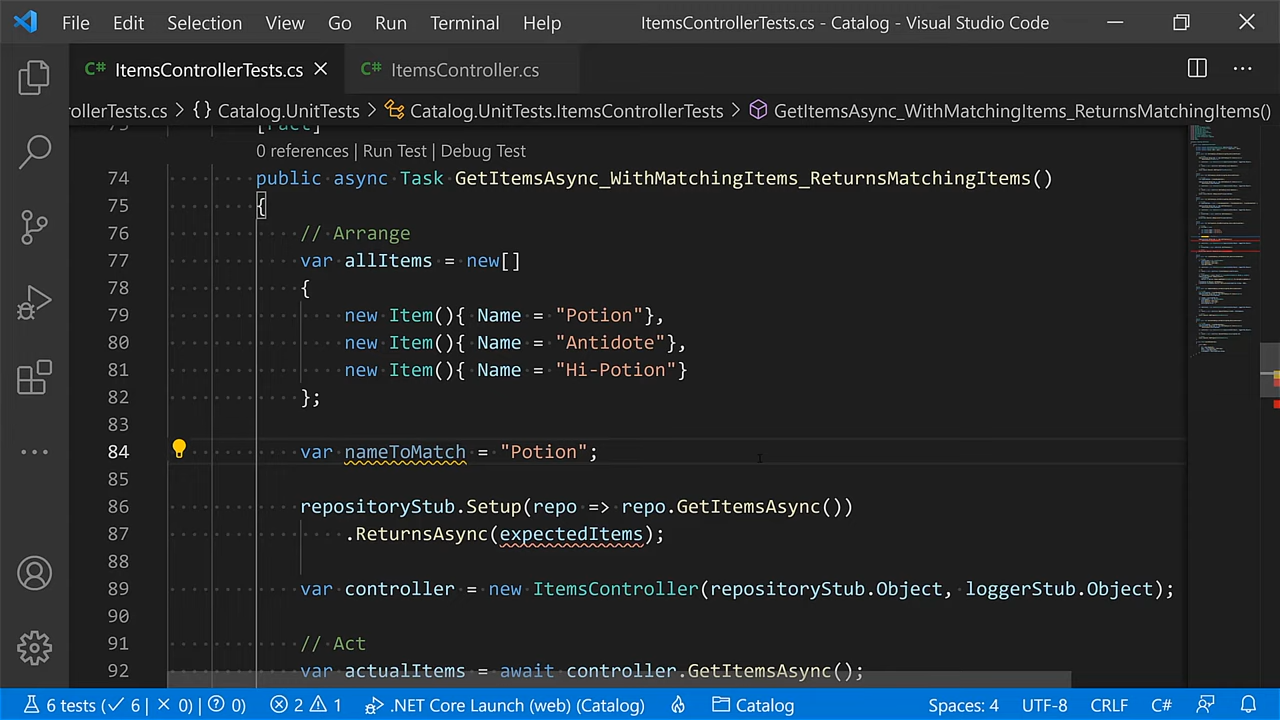 File Edit Selection View Go Run Terminal Help ItemsControllerTests.cs - Catalog - Visual Studio Code
C# ItemsControllerTests.cs C# ItemsController.cs
rollerTests.cs > {} Catalog.UnitTests > Catalog.UnitTests.ItemsControllerTests > GetItemsAsync_WithMatchingItems_ReturnsMatchingItems()
73 [Fact]
0 references | Run Test | Debug Test
74 public async Task GetItemsAsync_WithMatchingItems_ReturnsMatchingItems()
75 {
76 // Arrange
77 var allItems = new[]
78 {
79 new Item(){ Name = "Potion"},
80 new Item(){ Name = "Antidote"},
81 new Item(){ Name = "Hi-Potion"}
82 };
83
84 var nameToMatch = "Potion";
85
86 repositoryStub.Setup(repo => repo.GetItemsAsync())
87 .ReturnsAsync(expectedItems);
88
89 var controller = new ItemsController(repositoryStub.Object, loggerStub.Object);
90
91 // Act
92 var actualItems = await controller.GetItemsAsync();
6 tests (✓ 6 | × 0) | ? 0) 2 1 .NET Core Launch (web) (Catalog) Catalog Spaces: 4 UTF-8 CRLF C#